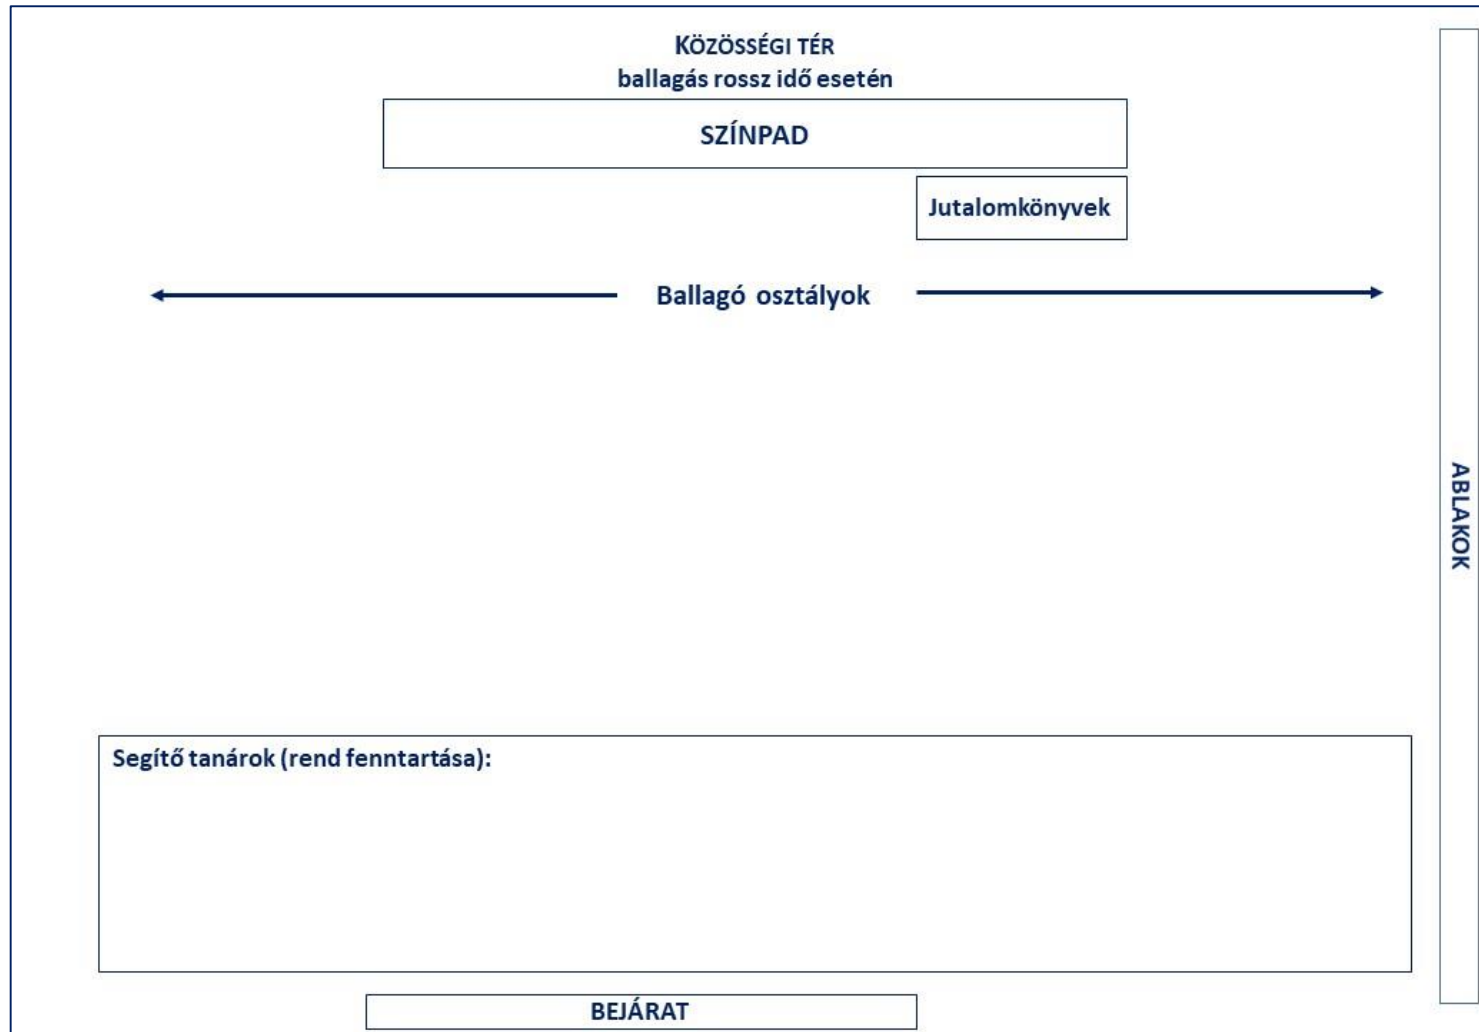 KÖZÖSSÉGI TÉR
ballagás rossz idő esetén
SZÍNPAD
Jutalomkönyvek
Ballagó osztályok
ABLAKOK
Segítő tanárok (rend fenntartása):
BEJÁRAT